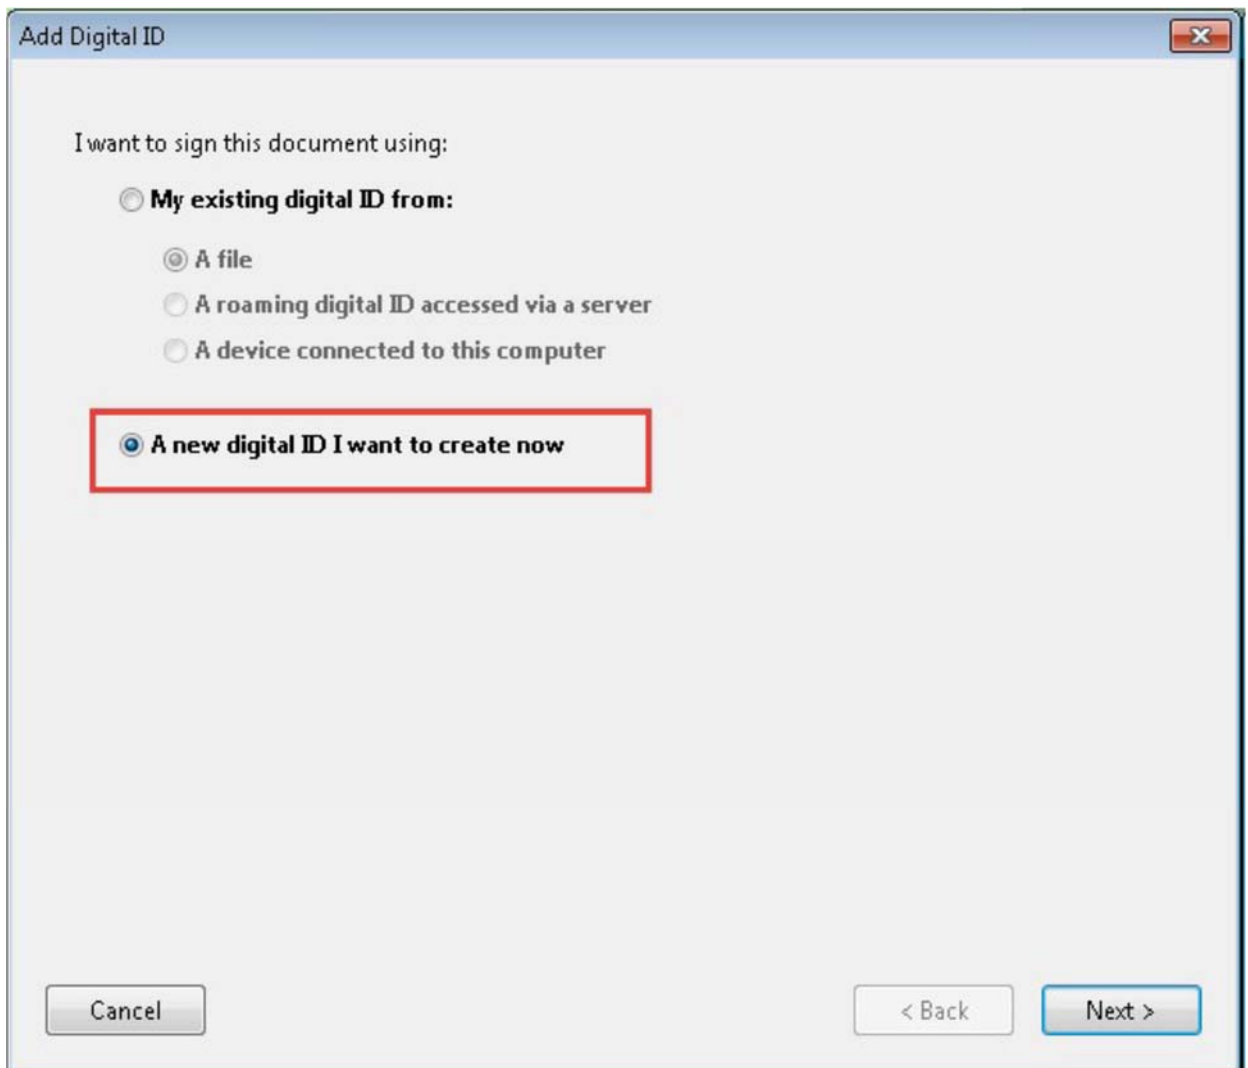 Add Digital ID
I want to sign this document using:
My existing digital ID from:
A file
A roaming digital ID accessed via a server
A device connected to this computer
A new digital ID I want to create now
Cancel
< Back
Next >